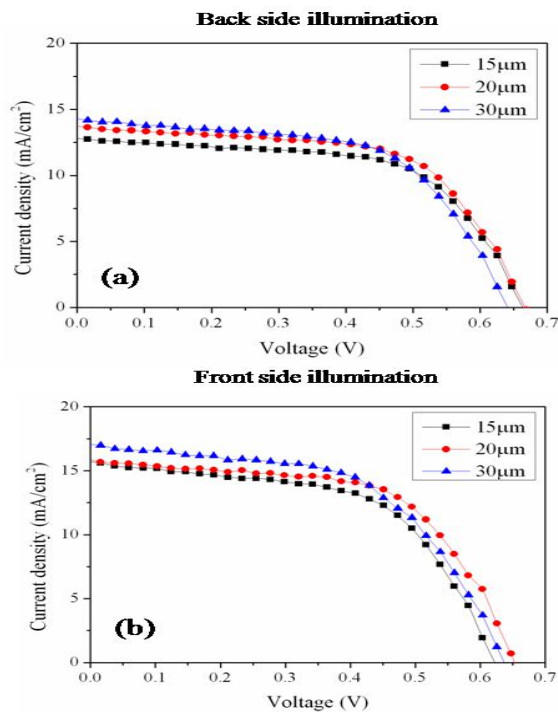 Back side illumination
20
15
10
5
0
Current density (mA/cm²)
15μm
20μm
30μm
(a)
0.0 0.1 0.2 0.3 0.4 0.5 0.6 0.7
Voltage (V)
Front side illumination
20
15
10
5
0
Current density (mA/cm²)
15μm
20μm
30μm
(b)
0.0 0.1 0.2 0.3 0.4 0.5 0.6 0.7
Voltage (V)